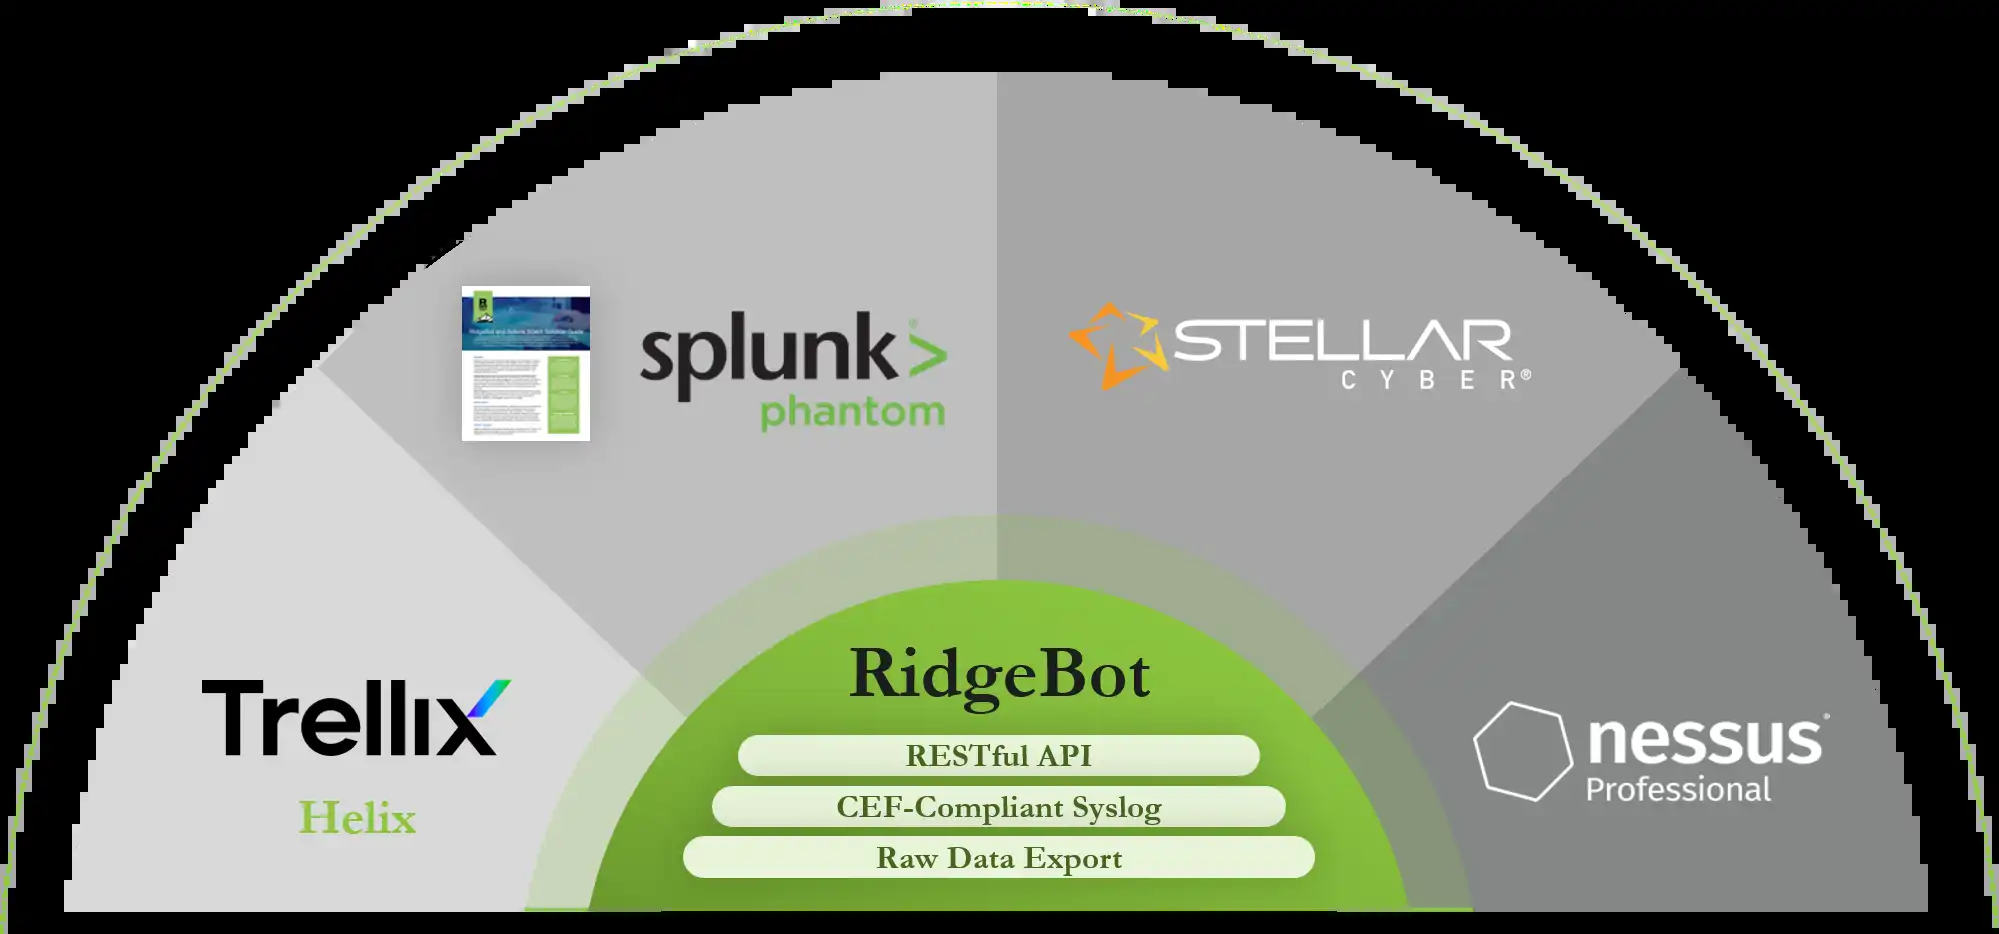 splunk>
phantom
STELLAR
CYBER®
Trellix
Helix
RidgeBot
RESTful API
CEF-Compliant Syslog
Raw Data Export
nessus
Professional